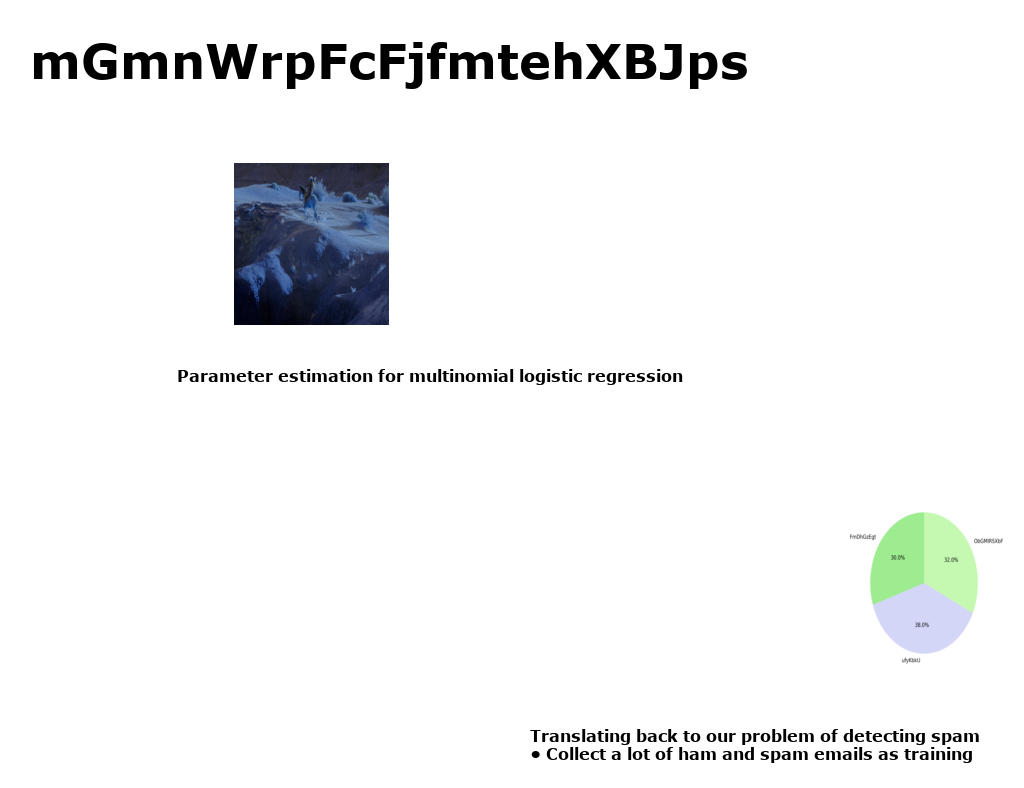 mGmnWrpFcFjfmtehXBJps
Parameter estimation for multinomial logistic regression
FmDhGzEgt
30.0%
32.0%
38.0%
ufyKbkU
Translating back to our problem of detecting spam
• Collect a lot of ham and spam emails as training